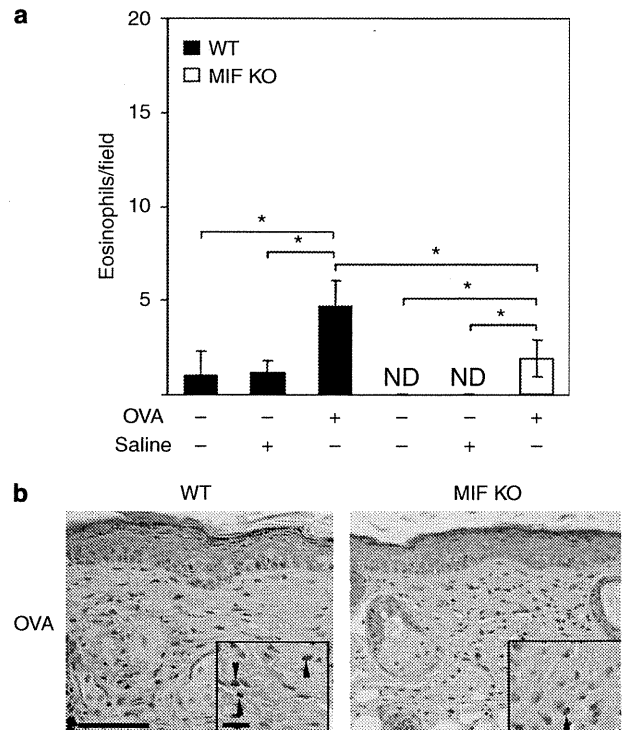 a
20
WT
MIF KO
15
Eosinophils/field
10
*
*
*
*
*
5
ND ND
OVA − − + − − +
Saline − + − − + −
b
WT MIF KO
OVA